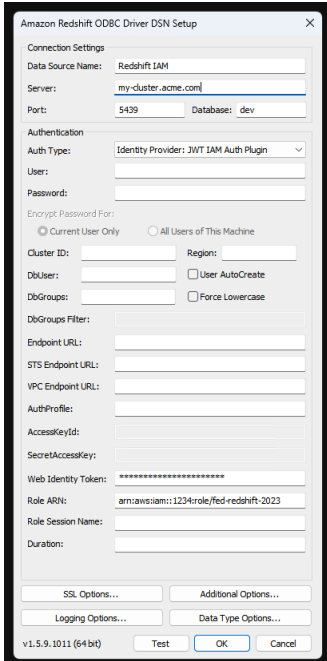 Amazon Redshift ODBC Driver DSN Setup
Connection Settings
Data Source Name: Redshift IAM
Server: my-cluster.acme.com
Port: 5439 Database: dev
Authentication
Auth Type: Identity Provider: JWT IAM Auth Plugin
User:
Password:
Encrypt Password For:
Current User Only All Users of This Machine
Cluster ID: Region:
DbUser: User AutoCreate
DbGroups: Force Lowercase
DbGroups Filter:
Endpoint URL:
STS Endpoint URL:
VPC Endpoint URL:
AuthProfile:
AccessKeyId:
SecretAccessKey:
Web Identity Token: **********************
Role ARN: arn:aws:iam::1234:role/fed-redshift-2023
Role Session Name:
Duration:
SSL Options... Additional Options...
Logging Options... Data Type Options...
v1.5.9.1011 (64 bit) Test OK Cancel